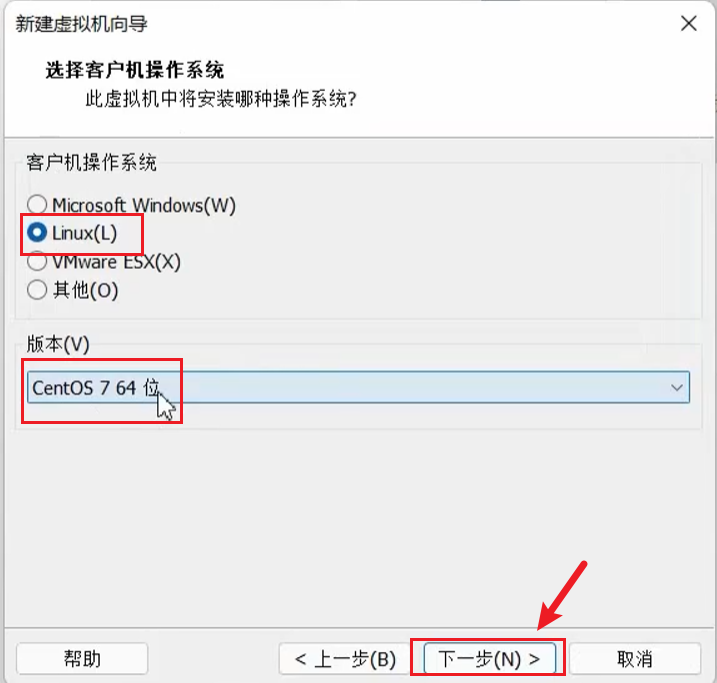 新建虚拟机向导
选择客户机操作系统
此虚拟机中将安装哪种操作系统?
客户机操作系统
Microsoft Windows(W)
Linux(L)
VMware ESX(X)
其他(O)
版本(V)
CentOS 7 64 位
帮助
< 上一步(B)
下一步(N) >
取消